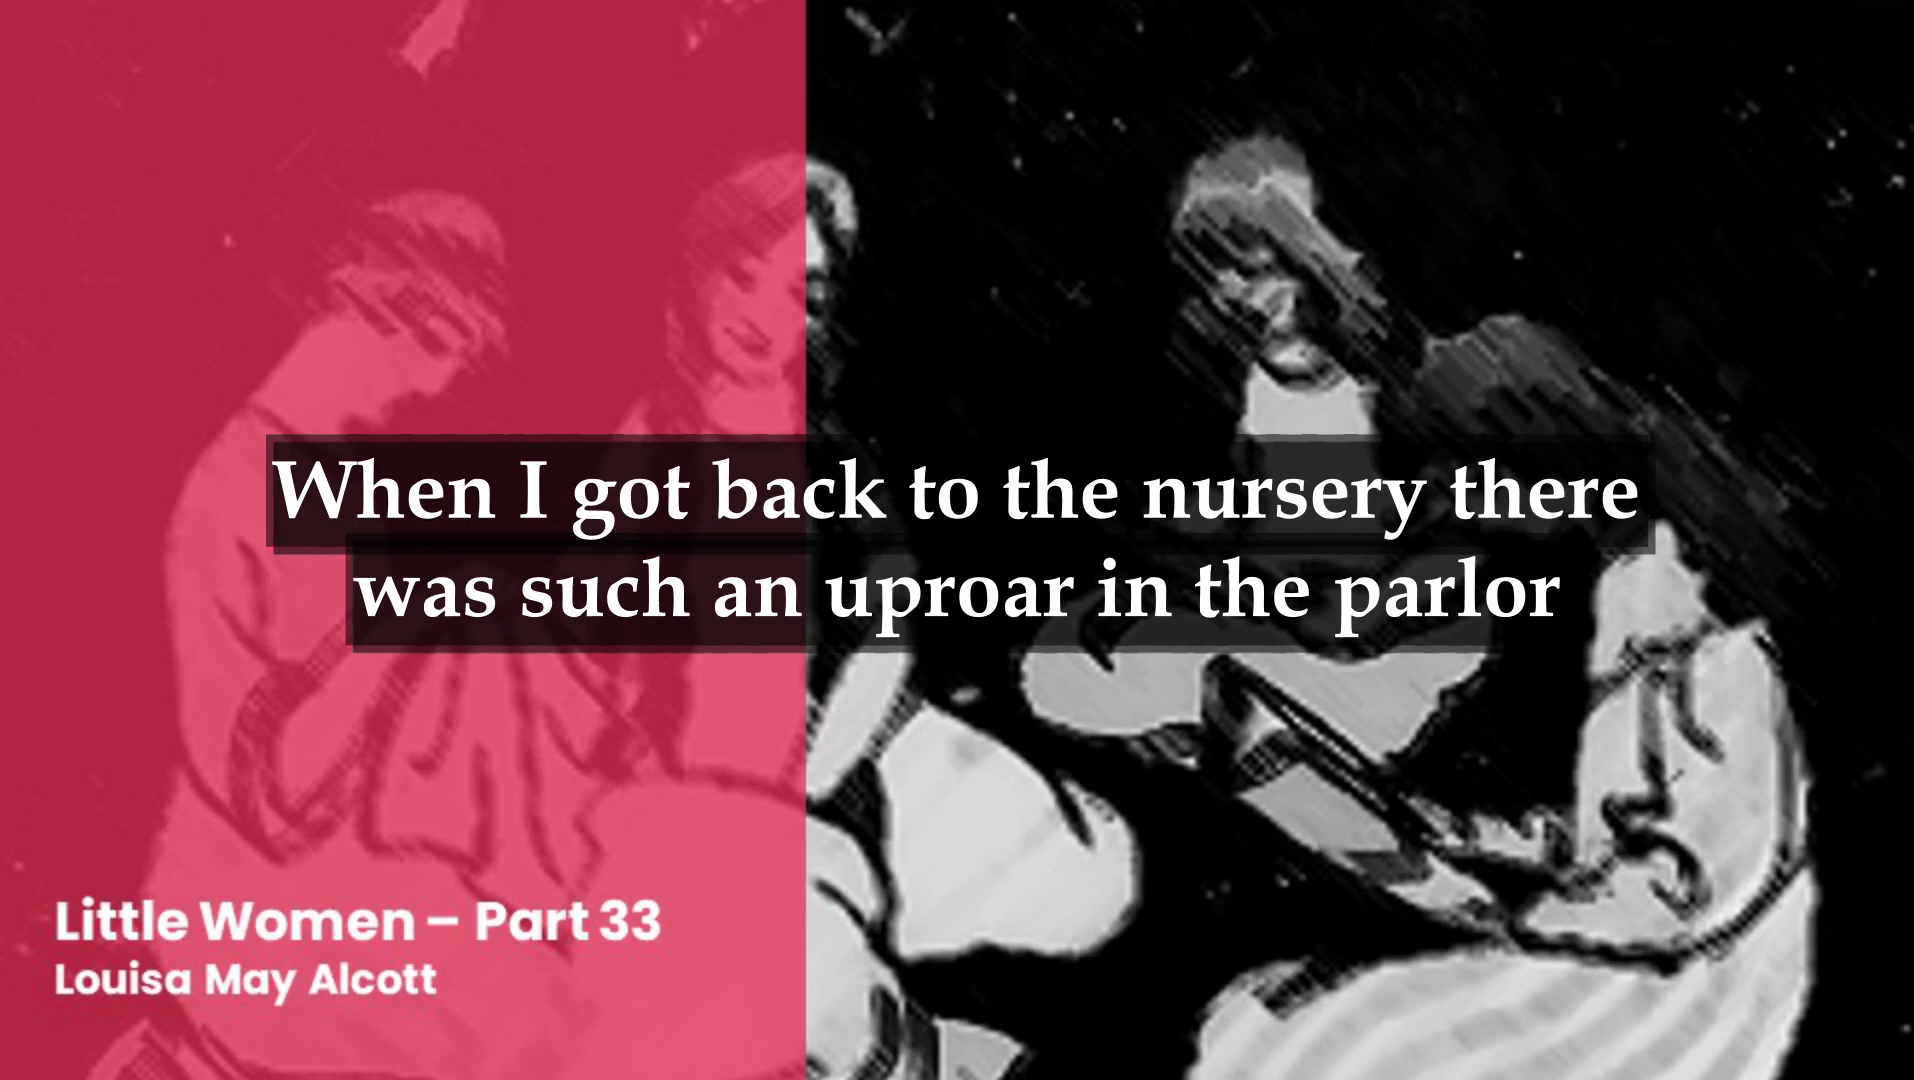 When I got back to the nursery there
was such an uproar in the parlor
Little Women – Part 33
Louisa May Alcott